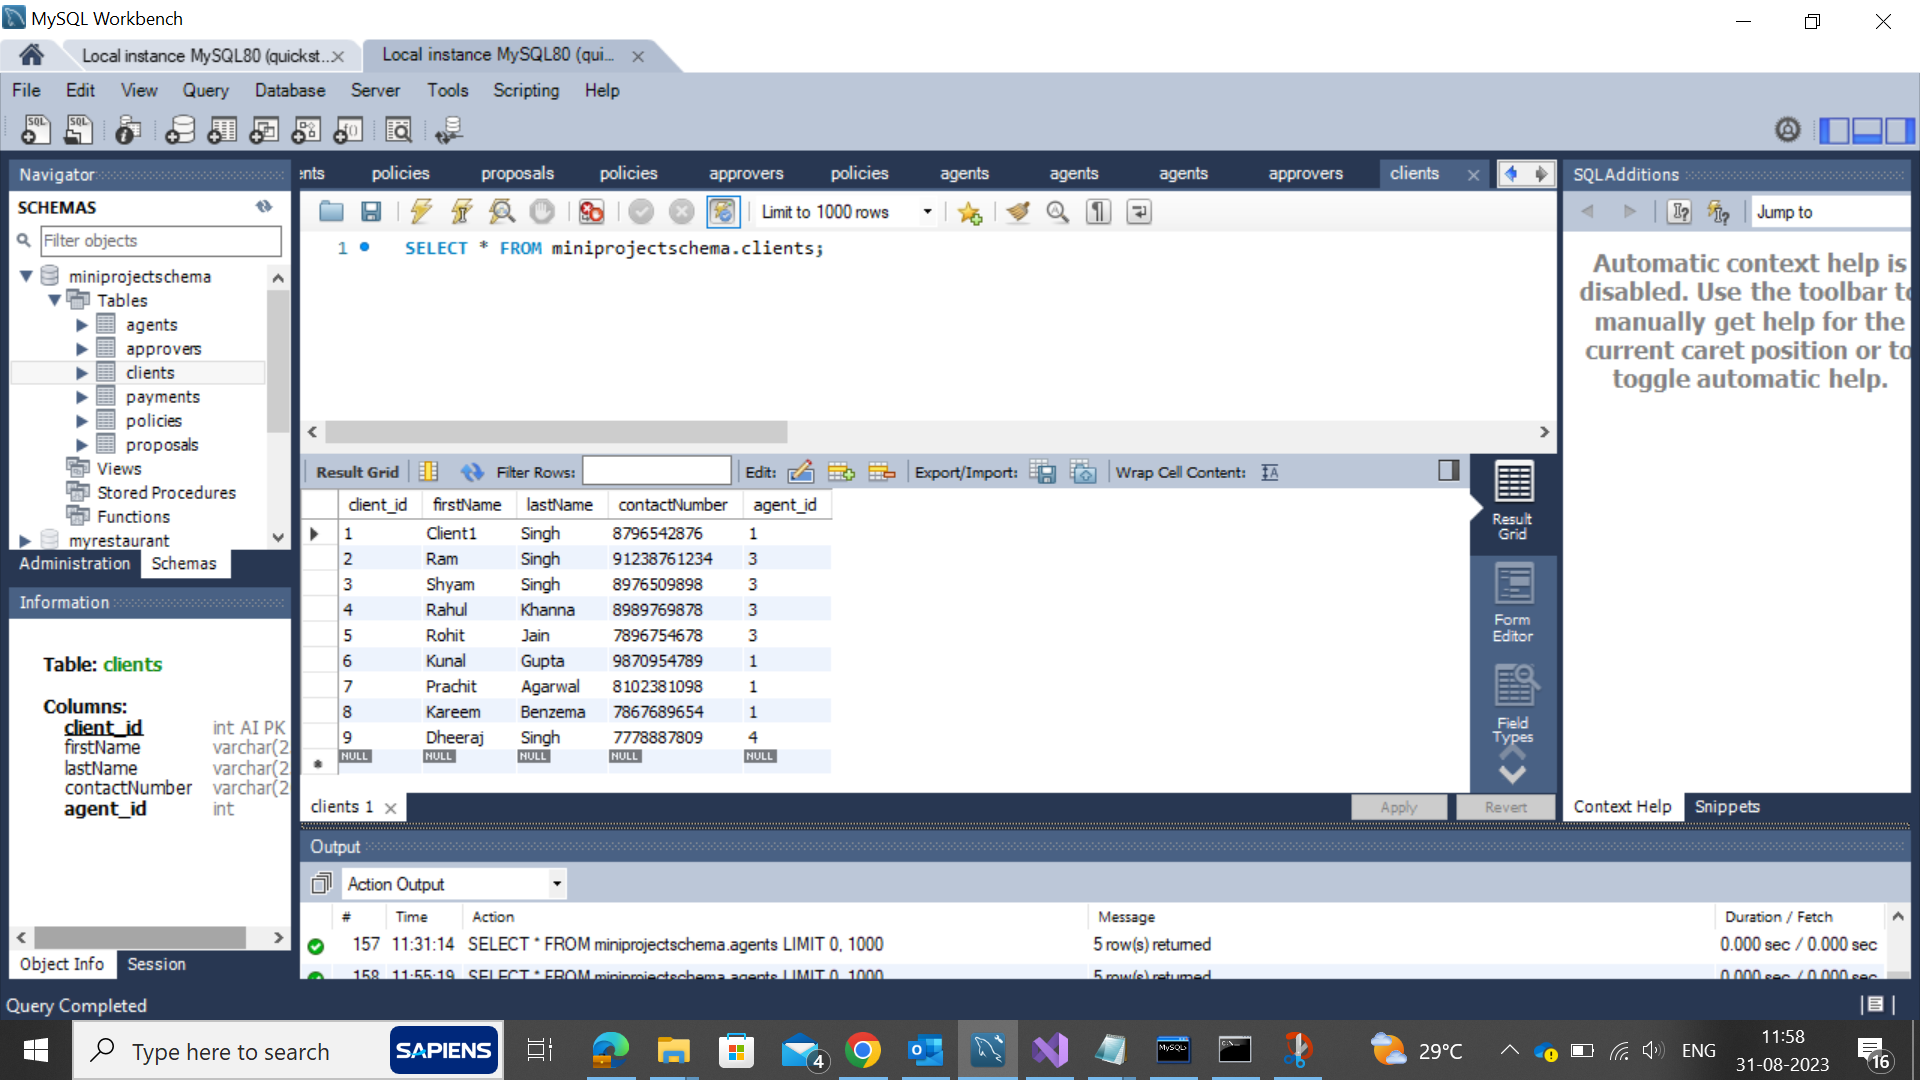 MySQL Workbench
Local instance MySQL80 (quickst...
Local instance MySQL80 (qui...
File Edit View Query Database Server Tools Scripting Help
Navigator
SCHEMAS
Filter objects
miniprojectschema
Tables
agents
approvers
clients
payments
policies
proposals
Views
Stored Procedures
Functions
myrestaurant
Administration Schemas
Information
Table: clients
Columns:
client_id int AI PK
firstName varchar(2
lastName varchar(2
contactNumber varchar(2
agent_id int
Object Info Session
ents policies proposals policies approvers policies agents agents agents approvers clients
Limit to 1000 rows
1 SELECT * FROM miniprojectschema.clients;
Result Grid Filter Rows: Edit: Export/Import: Wrap Cell Content:
client_id firstName lastName contactNumber agent_id
1 Client1 Singh 8796542876 1
2 Ram Singh 91238761234 3
3 Shyam Singh 8976509898 3
4 Rahul Khanna 8989769878 3
5 Rohit Jain 7896754678 3
6 Kunal Gupta 9870954789 1
7 Prachit Agarwal 8102381098 1
8 Kareem Benzema 7867689654 1
9 Dheeraj Singh 7778887809 4
NULL NULL NULL NULL NULL
Result
Grid
Form
Editor
Field
Types
clients 1
Apply Revert
SQLAdditions
Jump to
Automatic context help is
disabled. Use the toolbar to
manually get help for the
current caret position or to
toggle automatic help.
Context Help Snippets
Output
Action Output
# Time Action Message Duration / Fetch
157 11:31:14 SELECT * FROM miniprojectschema.agents LIMIT 0, 1000 5 row(s) returned 0.000 sec / 0.000 sec
158 11:55:19 SELECT * FROM miniprojectschema.agents LIMIT 0, 1000 5 row(s) returned 0.000 sec / 0.000 sec
Query Completed
Type here to search
SAPIENS
4
MySQL
29°C
ENG
11:58
31-08-2023
16